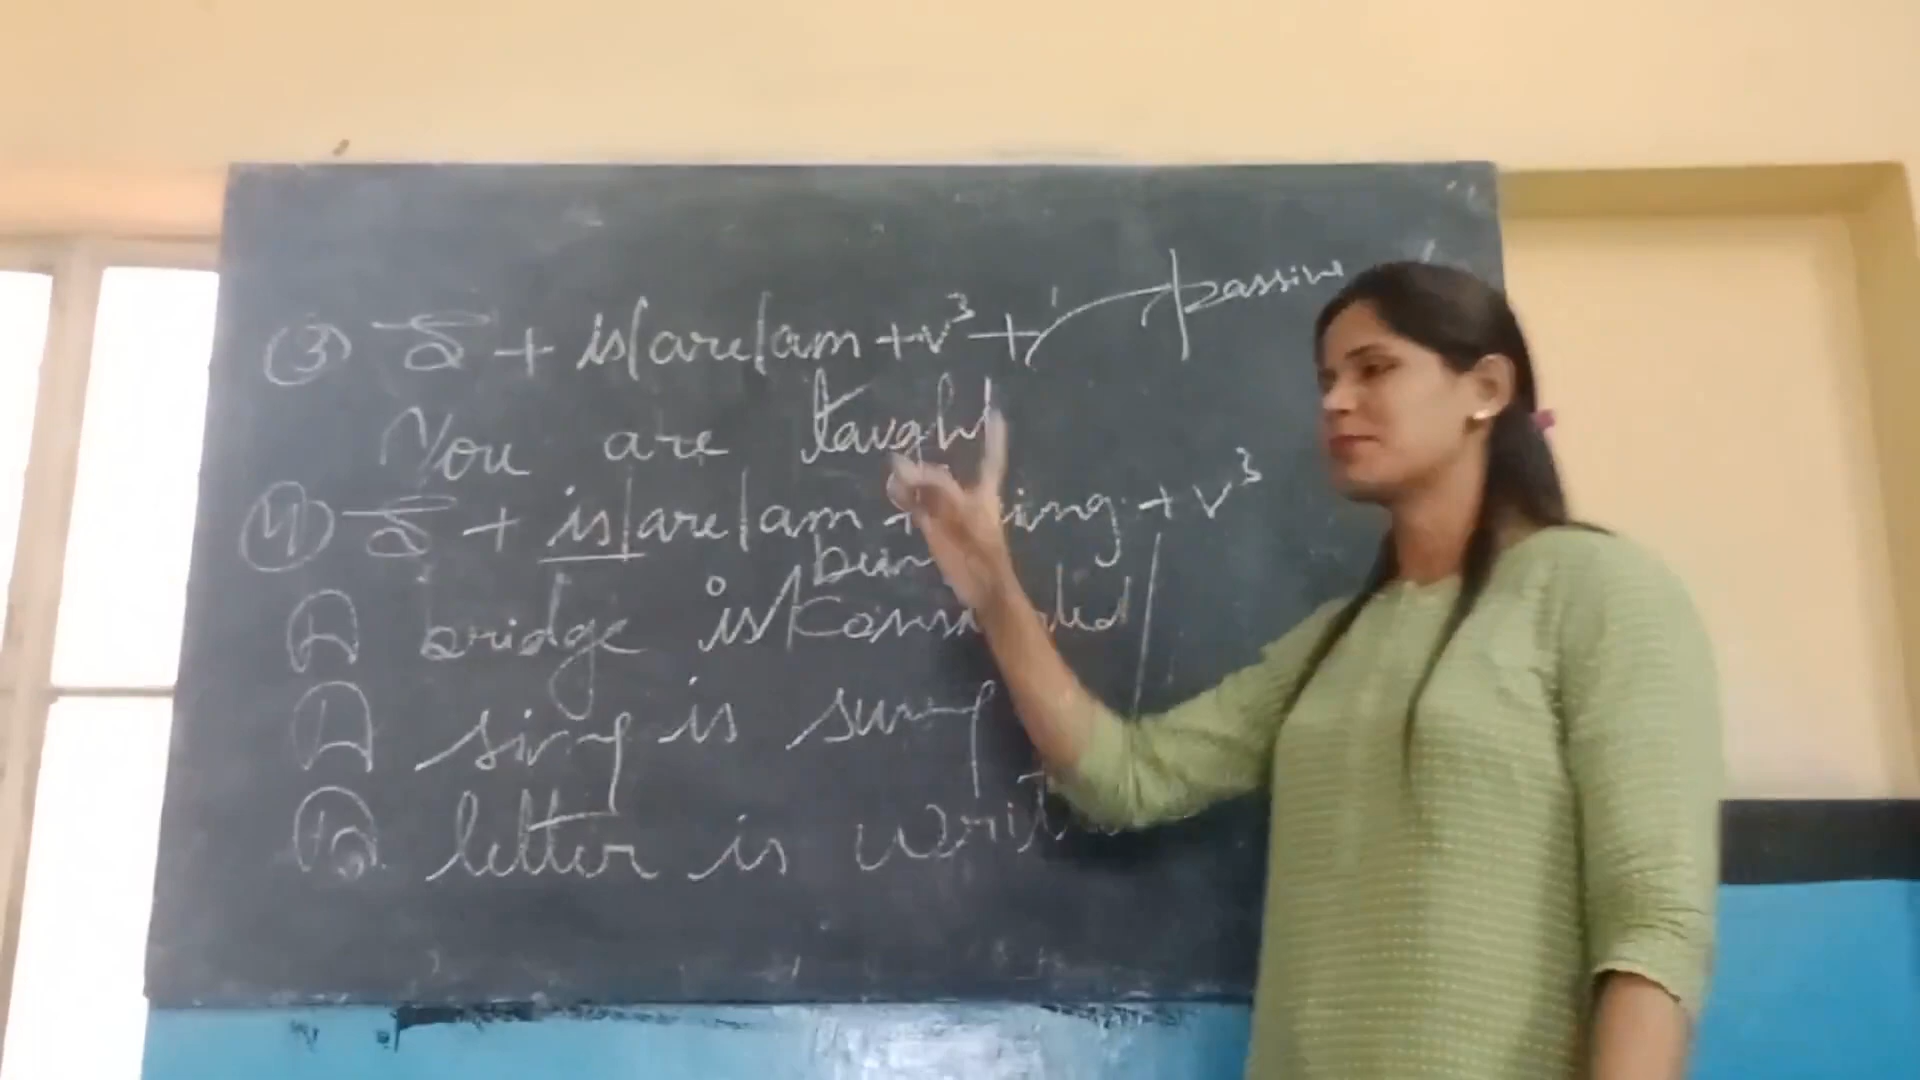 ③ S + is/are/am + v³ + passive
You are taught
④ S + is/are/am + + v³
being
A bridge is
A song is sung
A letter is